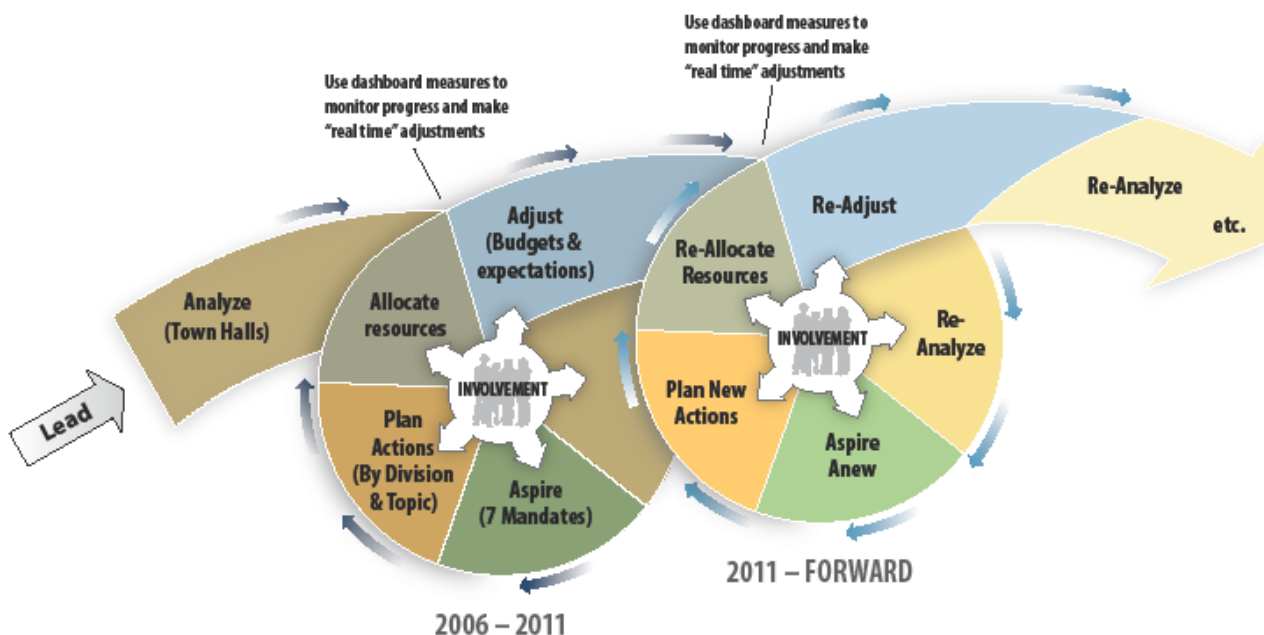 Use dashboard measures to
monitor progress and make
“real time” adjustments
Use dashboard measures to
monitor progress and make
“real time” adjustments
Lead
Analyze
(Town Halls)
Allocate
resources
Adjust
(Budgets &
expectations)
INVOLVEMENT
Plan
Actions
(By Division
& Topic)
Aspire
(7 Mandates)
2006 – 2011
Re-Allocate
Resources
Re-Adjust
Re-Analyze
etc.
INVOLVEMENT
Re-
Analyze
Plan New
Actions
Aspire
Anew
2011 – FORWARD